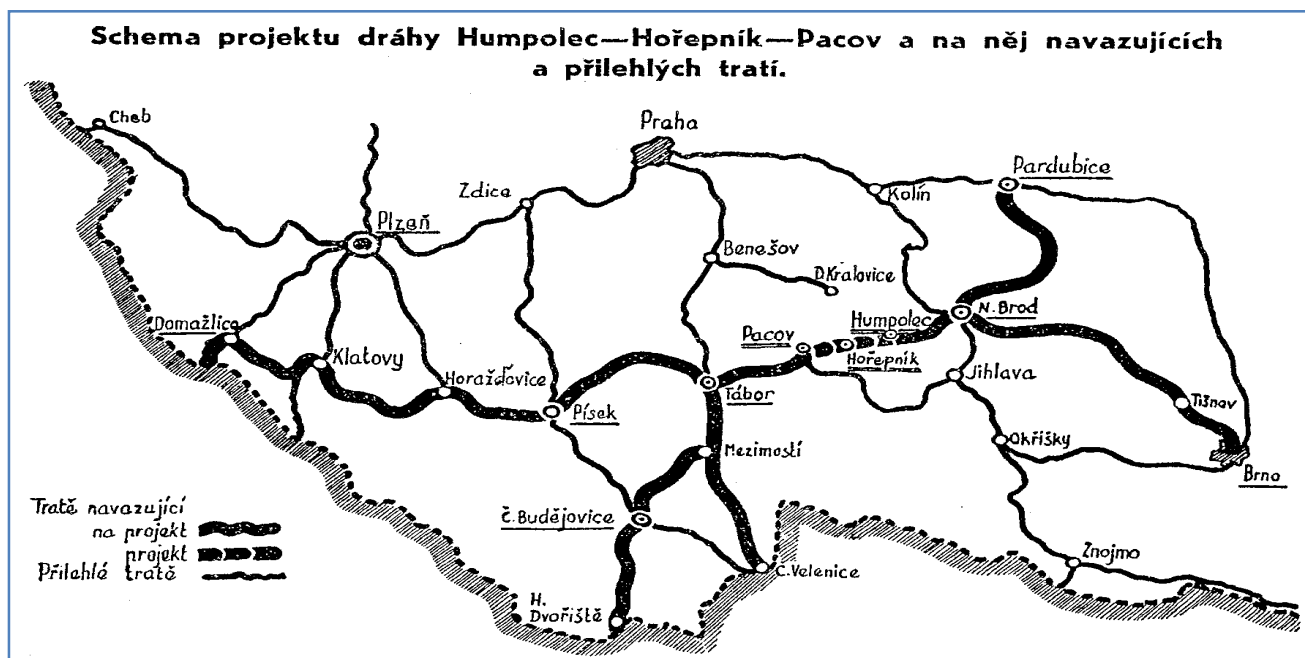 Schema projektu dráhy Humpolec—Hořepník—Pacov a na něj navazujících
a přilehlých tratí.
Cheb
Praha
Pardubice
Zdice
Kolín
Plzeň
Benešov
D. Kralovice
N. Brod
Humpolec
Pacov
Hořepník
Domažlice
Klatovy
Horažďovice
Písek
Tábor
Jihlava
Tišnov
Okříšky
Brno
Mezimostí
Č. Budějovice
Znojmo
C. Velenice
H.
Dvořiště
Tratě navazující
na projekt
projekt
Přilehlé tratě